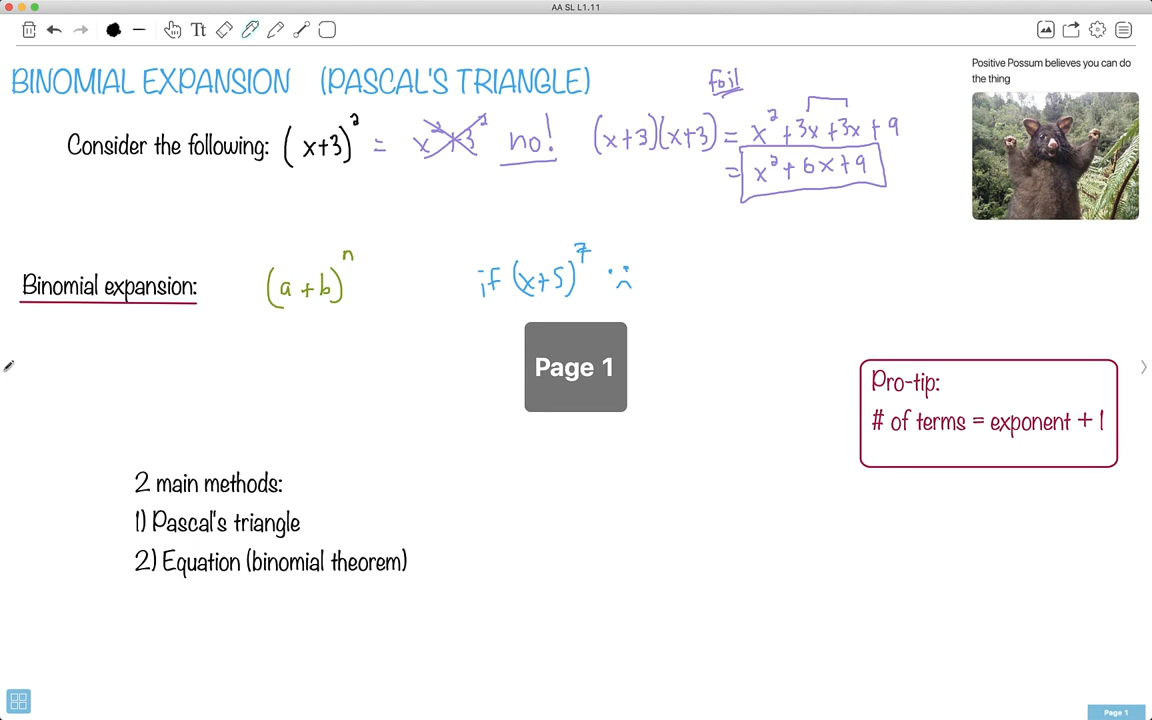 AA SL L1.11
Tt
BINOMIAL EXPANSION (PASCAL'S TRIANGLE)
Positive Possum believes you can do
the thing
foil
Consider the following: (x+3)² = x²+3² no! (x+3)(x+3) = x²+3x+3x+9
= x²+6x+9
Binomial expansion: (a+b)ⁿ if (x+5)⁷ :(
Page 1
Pro-tip:
# of terms = exponent + 1
2 main methods:
1) Pascal's triangle
2) Equation (binomial theorem)
Page 1